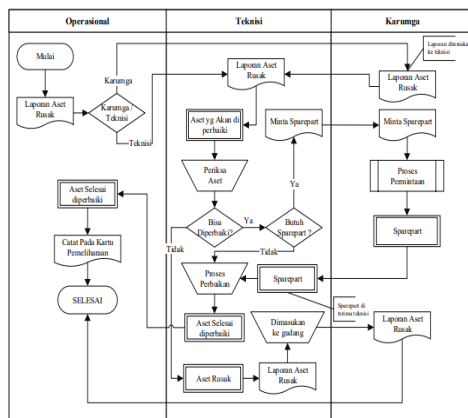 Operasional
Teknisi
Karumga
Mulai
Laporan Aset
Rusak
Karumga /
Teknisi
Karumga
Teknisi
Laporan Aset
Rusak
Laporan Aset
Rusak
Laporan diteruskan
ke teknisi
Aset yg Akan di
perbaiki
Minta Sparepart
Minta Sparepart
Periksa
Aset
Ya
Proses
Permistaan
Aset Selesai
diperbaiki
Bisa
Diperbaiki?
Ya
Butuh
Sparepart ?
Sparepart
Tidak
Tidak
Catat Pada Kartu
Pemelihanan
Proses
Perbaikan
Sparepart
SELESAI
Sparepart di
terima teknisi
Aset Selesai
diperbaiki
Dimasukan
ke gudang
Laporan Aset
Rusak
Aset Rusak
Laporan Aset
Rusak